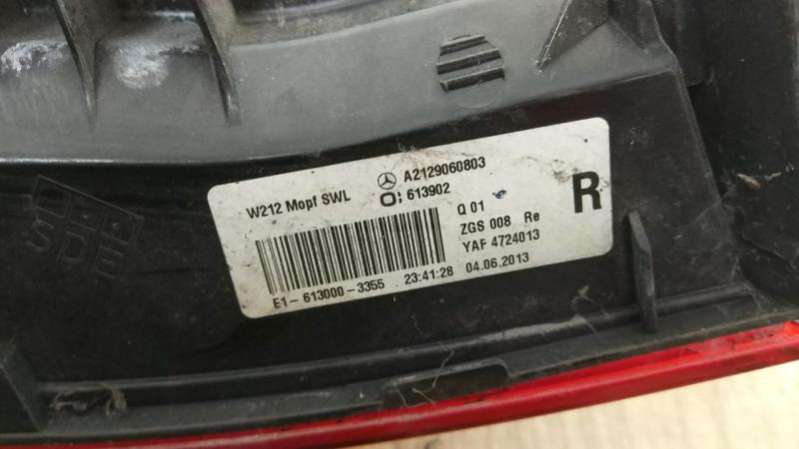 W212 Mopf SWL
A2129060803
613902
Q 01
ZGS 008 Re
YAF 4724013
23:41:28 04.06.2013
E1-613000-3355
R